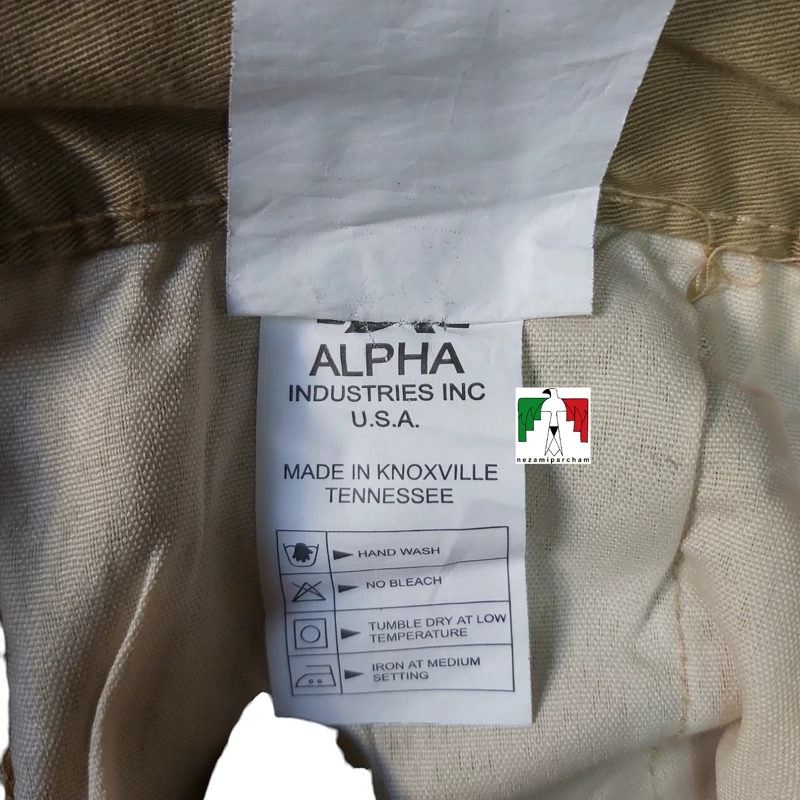 ALPHA
INDUSTRIES INC
U.S.A.
nezamiparcham
MADE IN KNOXVILLE
TENNESSEE
HAND WASH
NO BLEACH
TUMBLE DRY AT LOW
TEMPERATURE
IRON AT MEDIUM
SETTING